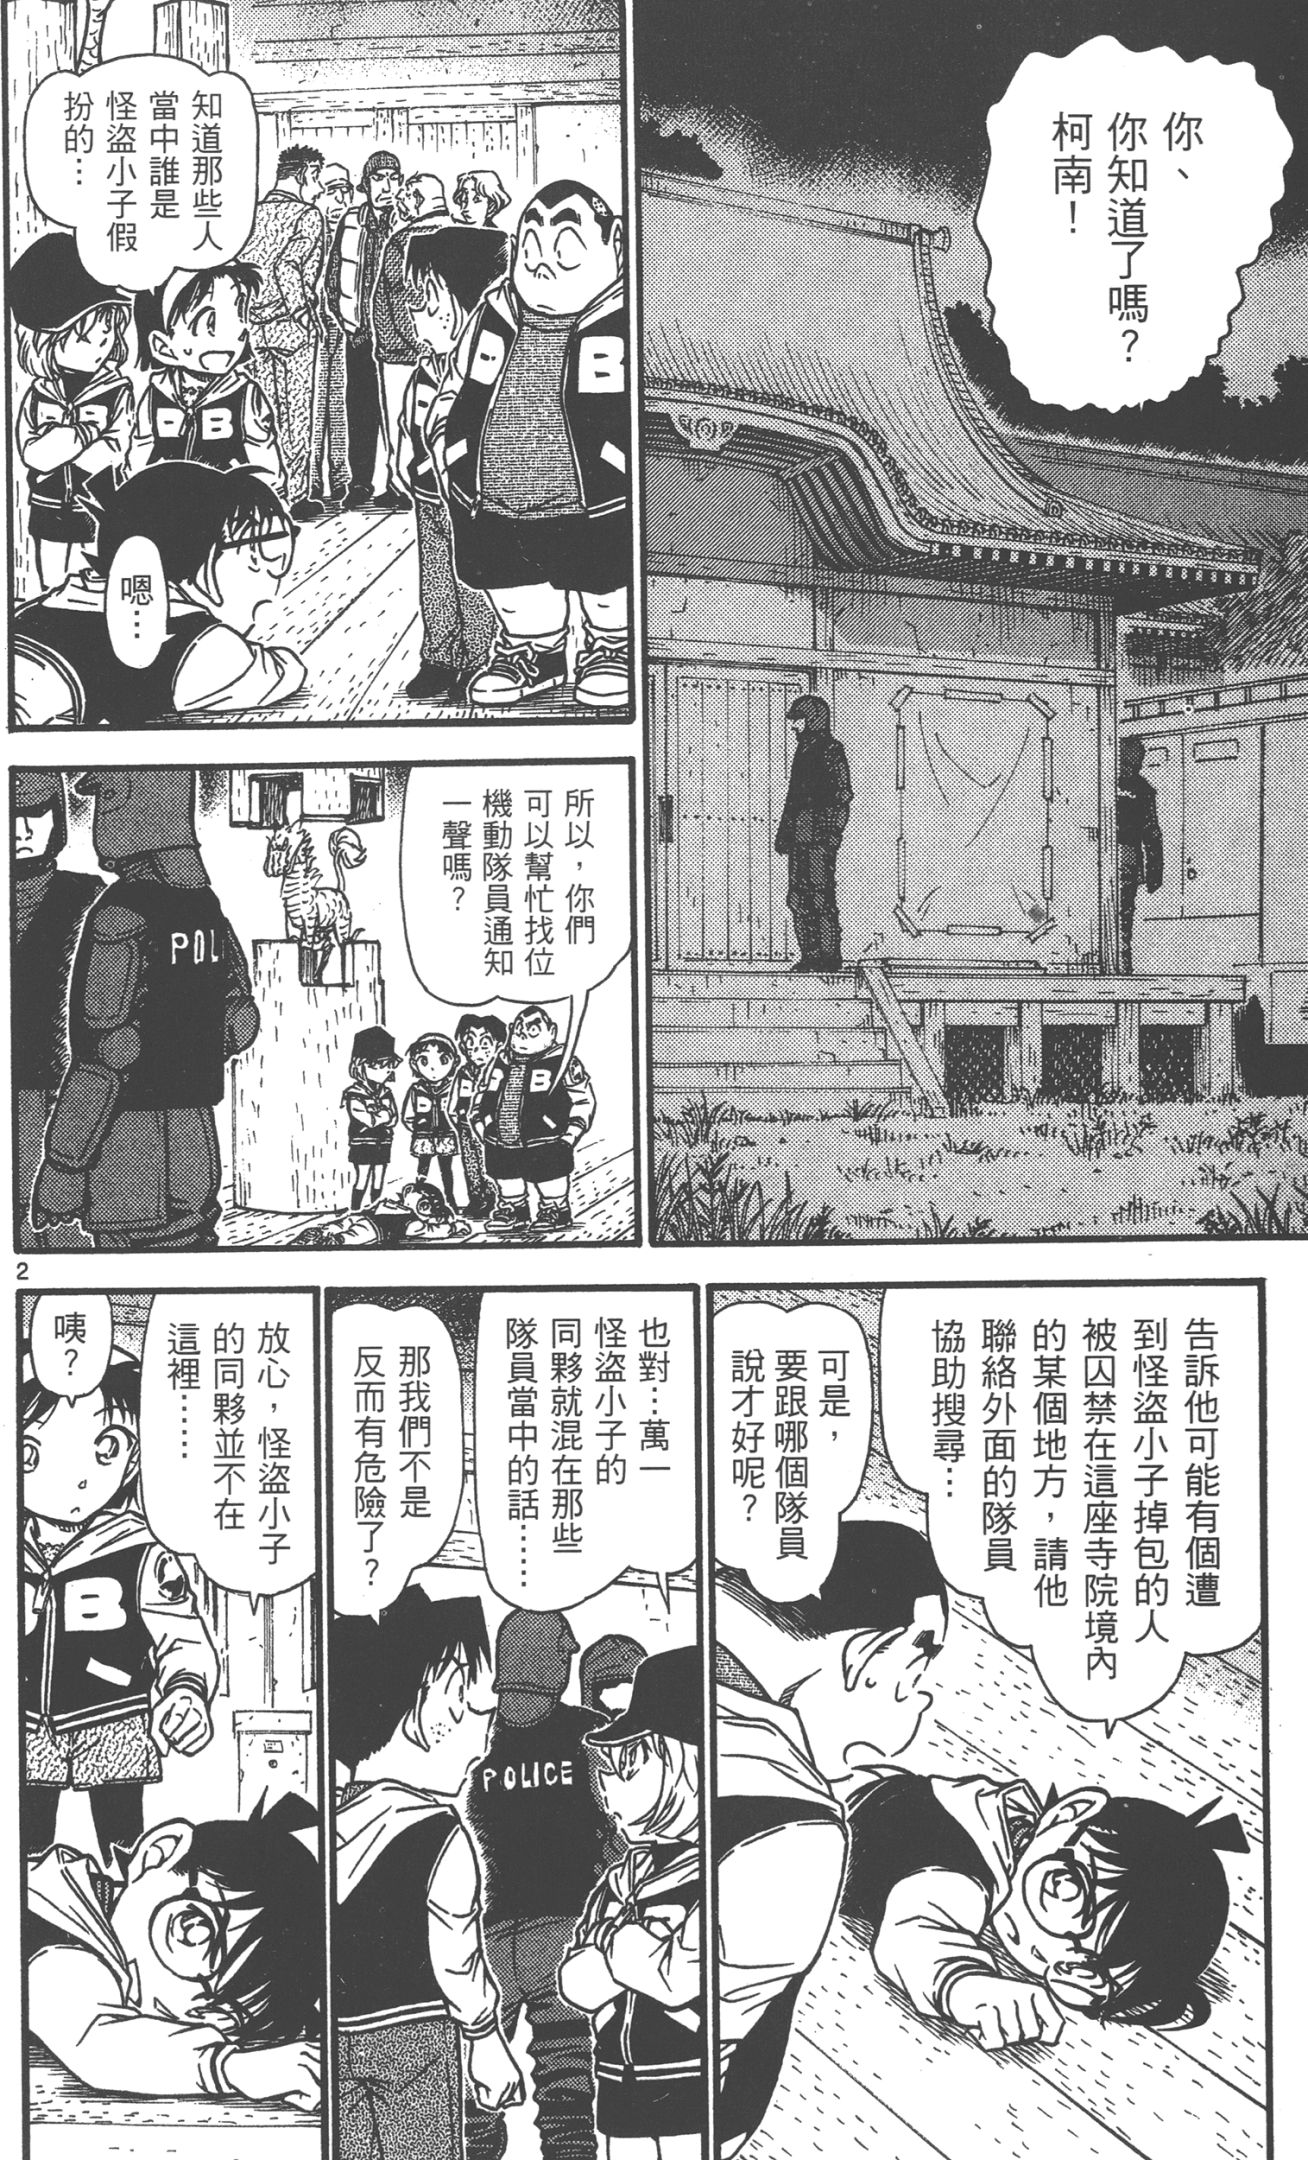 你、
你知道了嗎？
柯南！
知道那些人
當中誰是
怪盜小子假
扮的…
嗯…
所以，你們
可以幫忙找位
機動隊員通知
一聲嗎？
POL
2
告訴他可能有個遭
到怪盜小子掉包的人
被囚禁在這座寺院境內
的某個地方，請他
聯絡外面的隊員
協助搜尋…
可是，
要跟哪個隊員
說才好呢？
也對…萬一
怪盜小子的
同夥就混在那些
隊員當中的話……
那我們不是
反而有危險了？
POLICE
放心，怪盜小子
的同夥並不在
這裡……
咦？
B
B
B
B
B